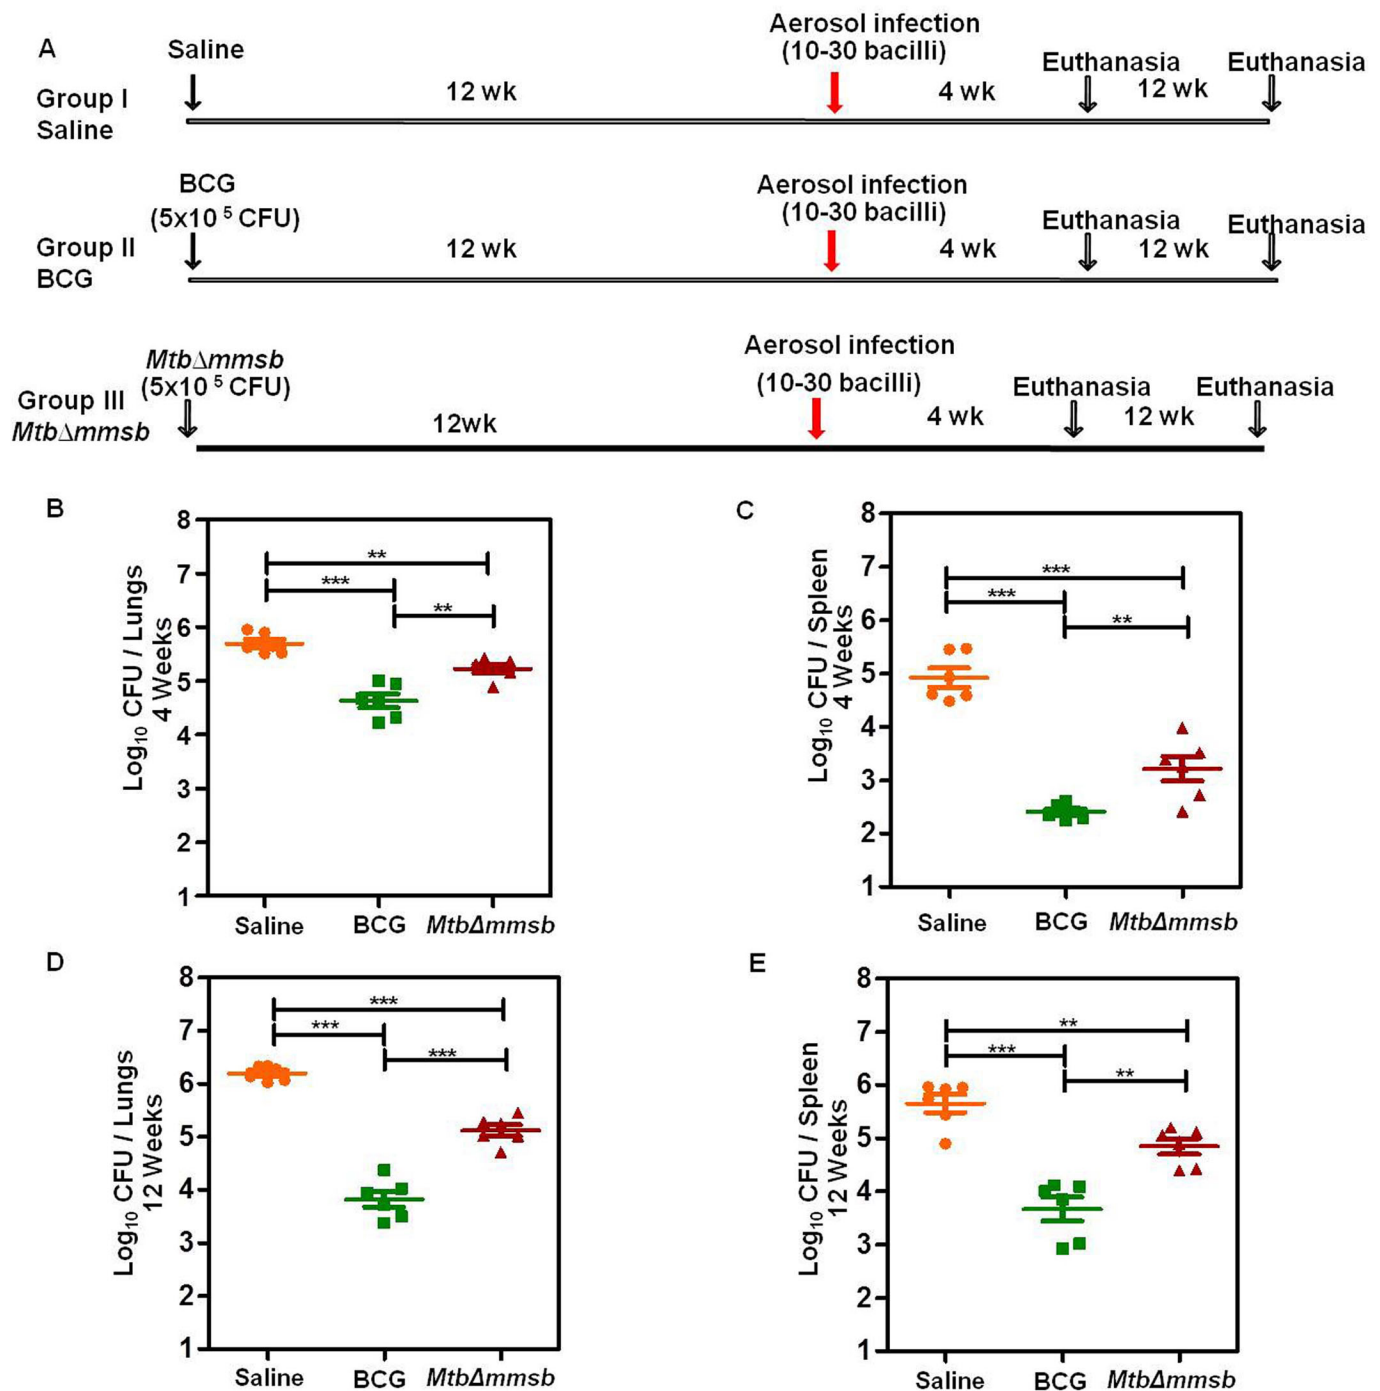 A
Saline
Aerosol infection
(10-30 bacilli)
Euthanasia Euthanasia
Group I
Saline
12 wk 4 wk 12 wk
BCG
(5x10 5 CFU)
Aerosol infection
(10-30 bacilli)
Euthanasia Euthanasia
Group II
BCG
12 wk 4 wk 12 wk
MtbΔmmsb
(5x10 5 CFU)
Aerosol infection
(10-30 bacilli)
Euthanasia Euthanasia
Group III
MtbΔmmsb
12wk 4 wk 12 wk
B
Log10 CFU / Lungs
4 Weeks
8
7
6
5
4
3
2
1
**
***
**
Saline BCG MtbΔmmsb
C
Log10 CFU / Spleen
4 Weeks
8
7
6
5
4
3
2
1
***
***
**
Saline BCG MtbΔmmsb
D
Log10 CFU / Lungs
12 Weeks
8
7
6
5
4
3
2
1
***
***
***
Saline BCG MtbΔmmsb
E
Log10 CFU / Spleen
12 Weeks
8
7
6
5
4
3
2
1
**
***
**
Saline BCG MtbΔmmsb